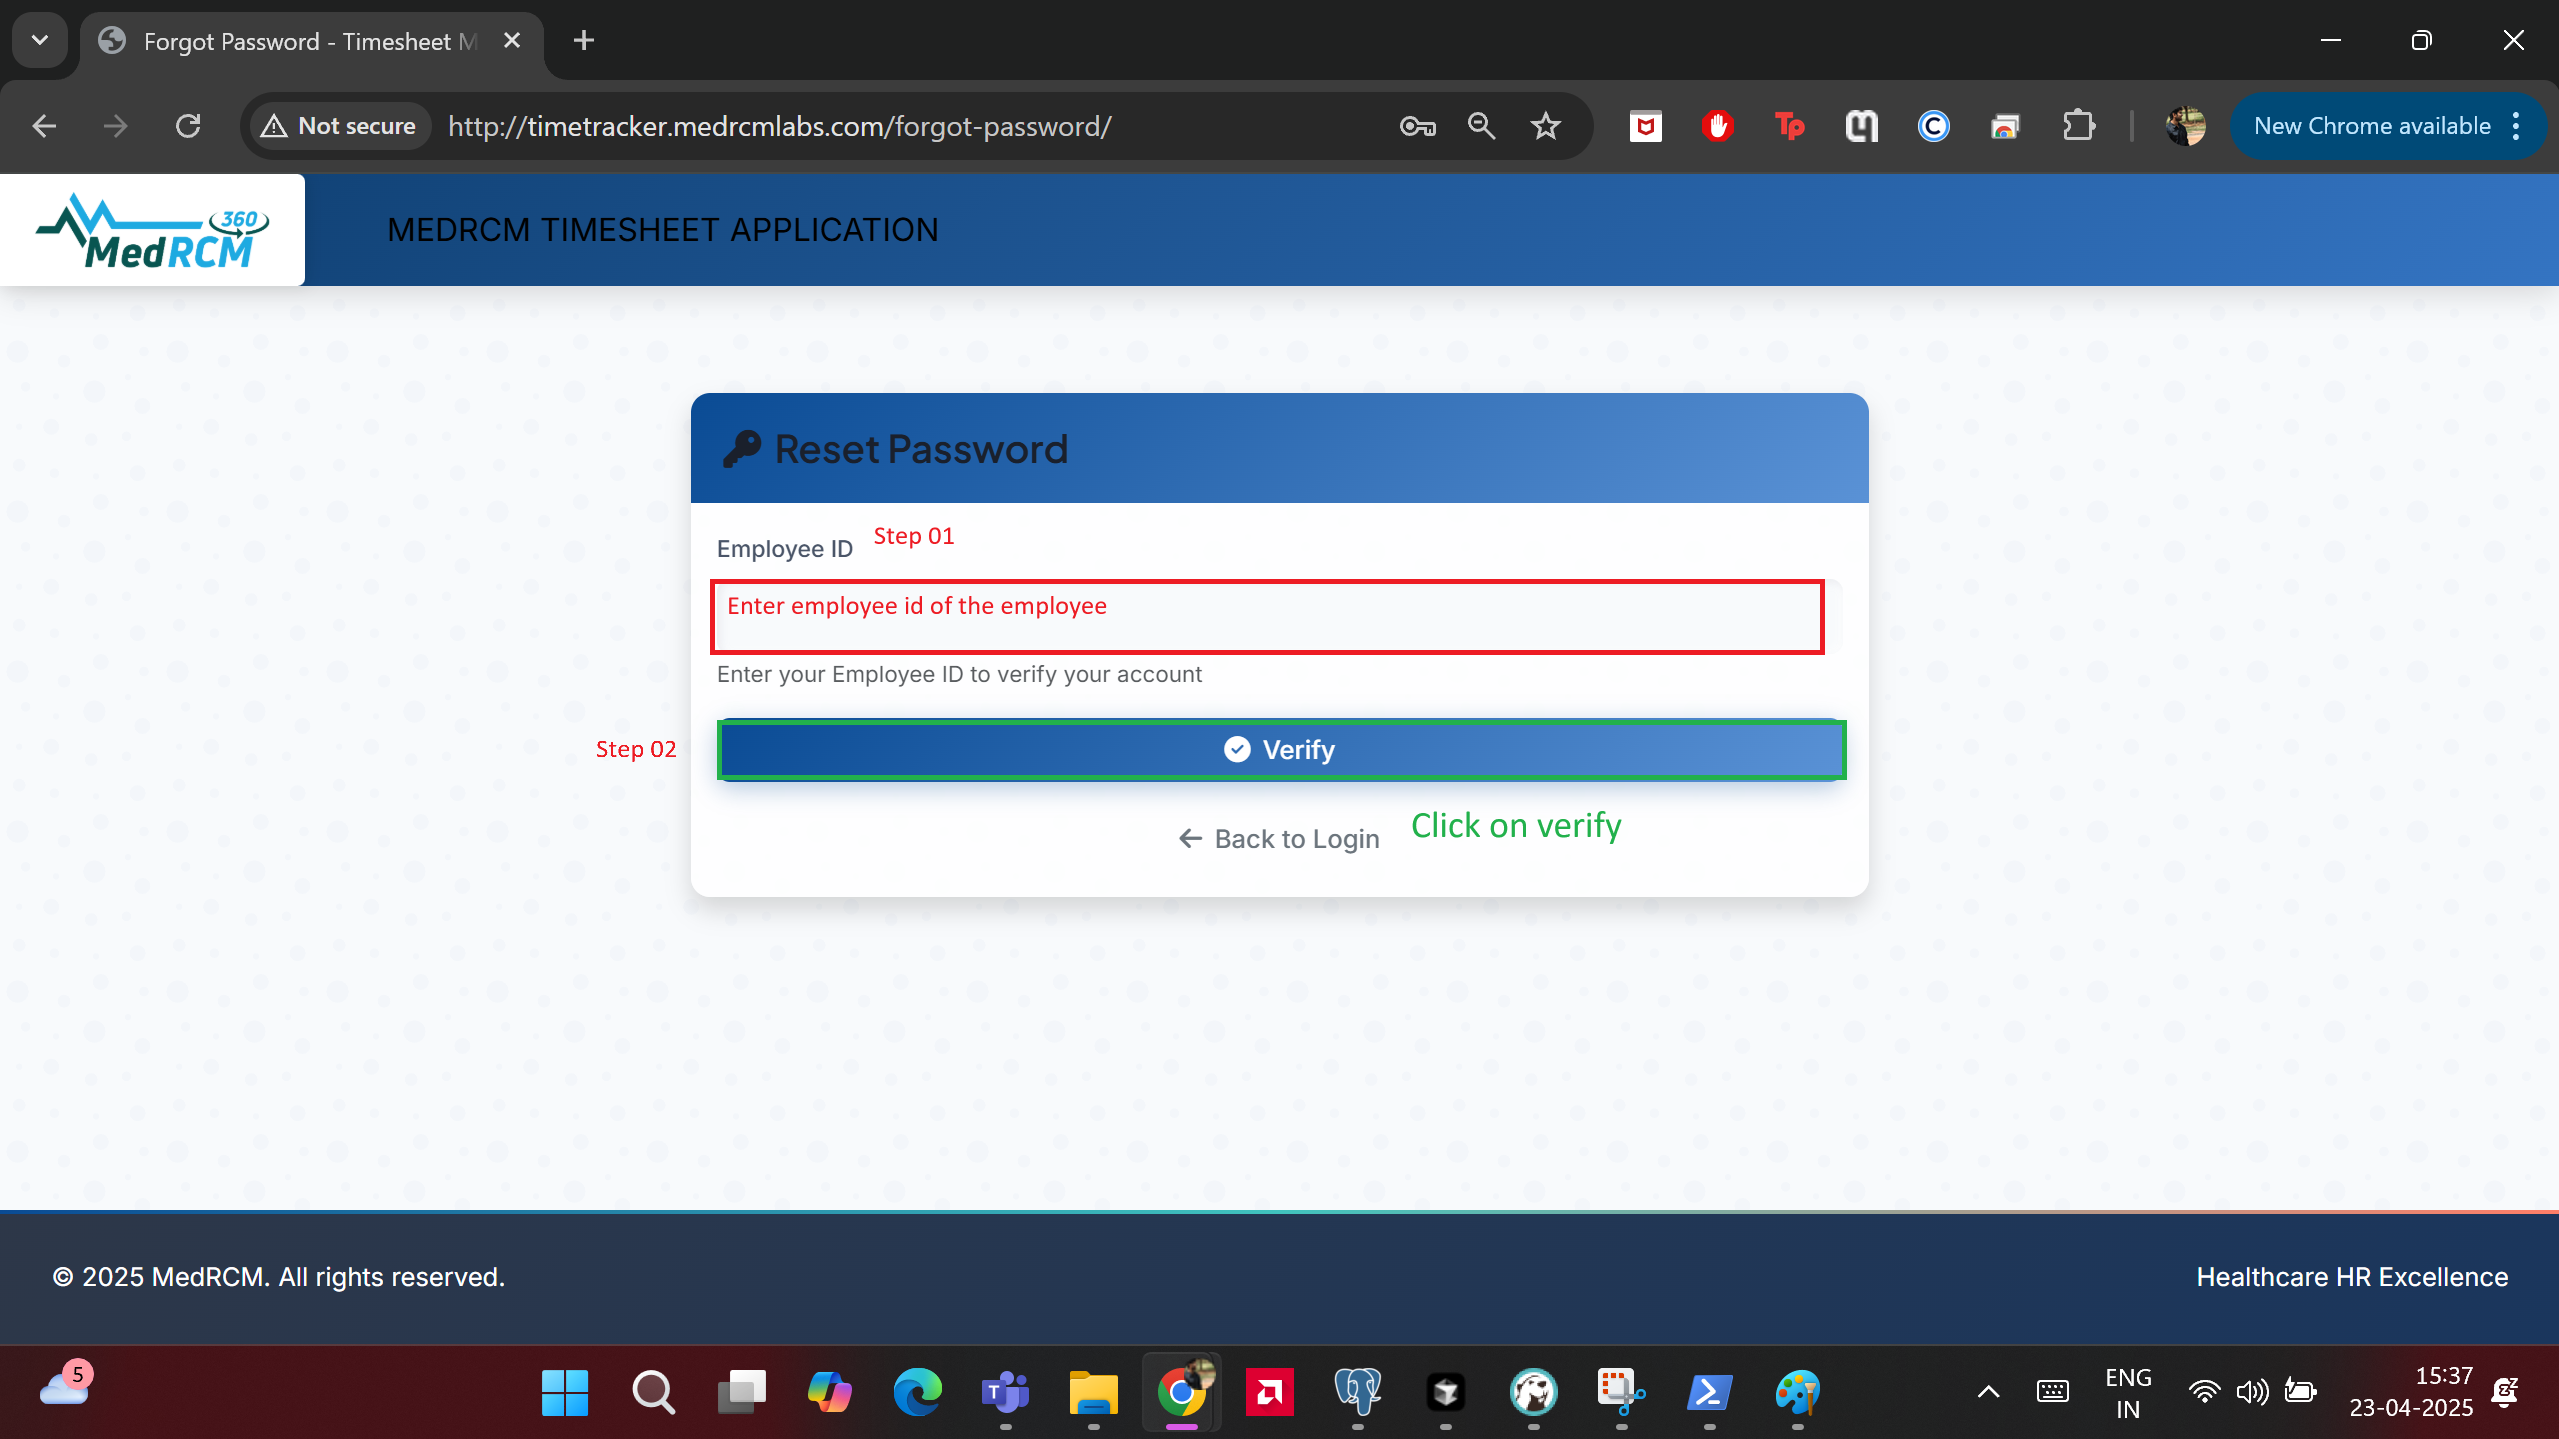 Forgot Password - Timesheet M
Not secure
http://timetracker.medrcmlabs.com/forgot-password/
Tp
New Chrome available
360
MedRCM
MEDRCM TIMESHEET APPLICATION
Reset Password
Employee ID
Step 01
Enter employee id of the employee
Enter your Employee ID to verify your account
Step 02
Verify
Back to Login
Click on verify
© 2025 MedRCM. All rights reserved.
Healthcare HR Excellence
5
T
ENG
IN
15:37
23-04-2025